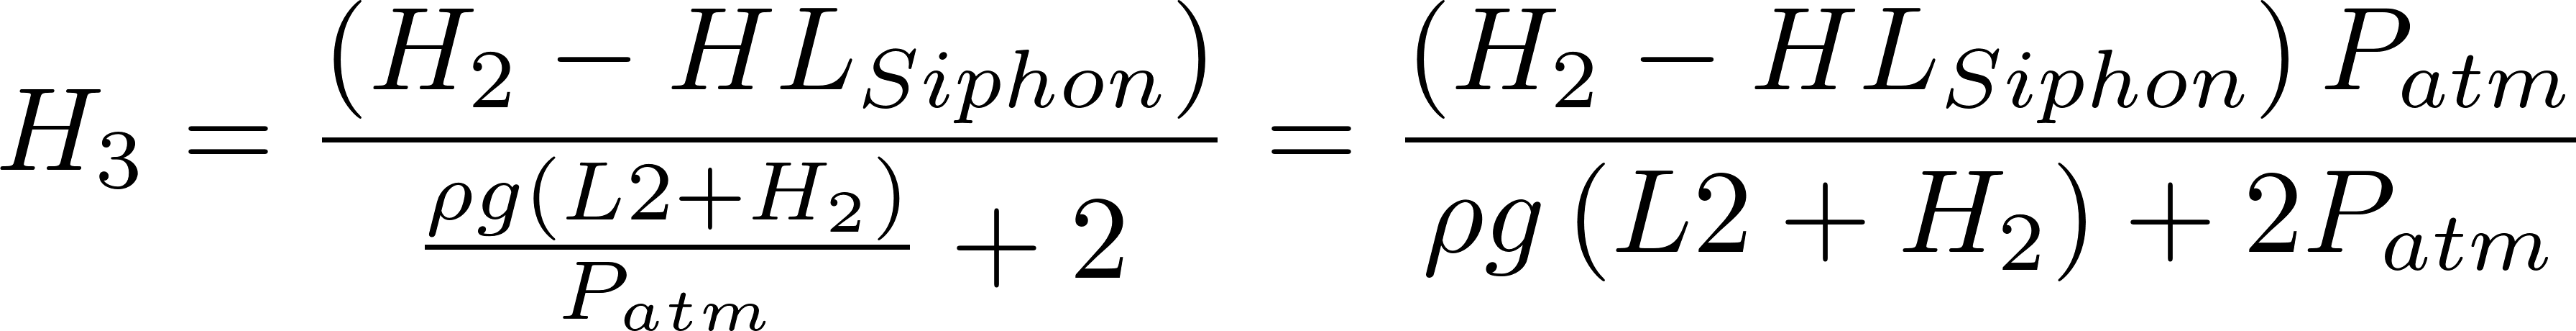 H_3 = \frac{(H_2 - HL_{Siphon})}{\frac{\rho g(L2+H_2)}{P_{atm}} + 2} = \frac{(H_2 - HL_{Siphon}) P_{atm}}{\rho g (L2 + H_2) + 2P_{atm}}